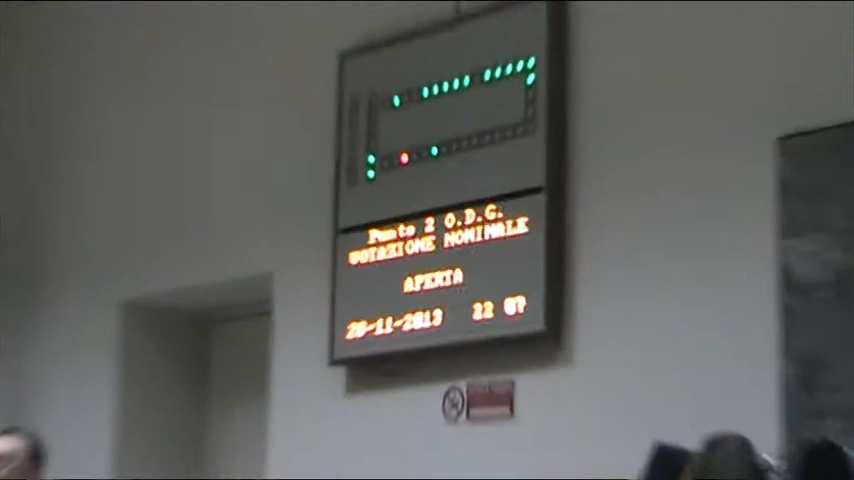 Punto 2 O.D.G.
VOTAZIONE NOMINALE
APERTA
28-11-2013 22 07